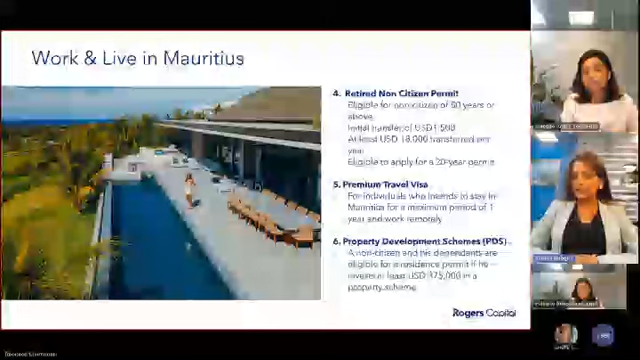 Work & Live in Mauritius
4. Retired Non Citizen Permit
Eligible for non citizen of 50 years or
above
Initial transfer of USD1,500
At least USD 18,000 transferred per
year
Eligible to apply for a 20-year permit
5. Premium Travel Visa
For individuals who intends to stay in
Mauritius for a minimum period of 1
year and work remotely
6. Property Development Schemes (PDS)
A non-citizen and his dependents are
eligible for a residence permit if he
invests at least USD 375,000 in a
property scheme.
Rogers Capital